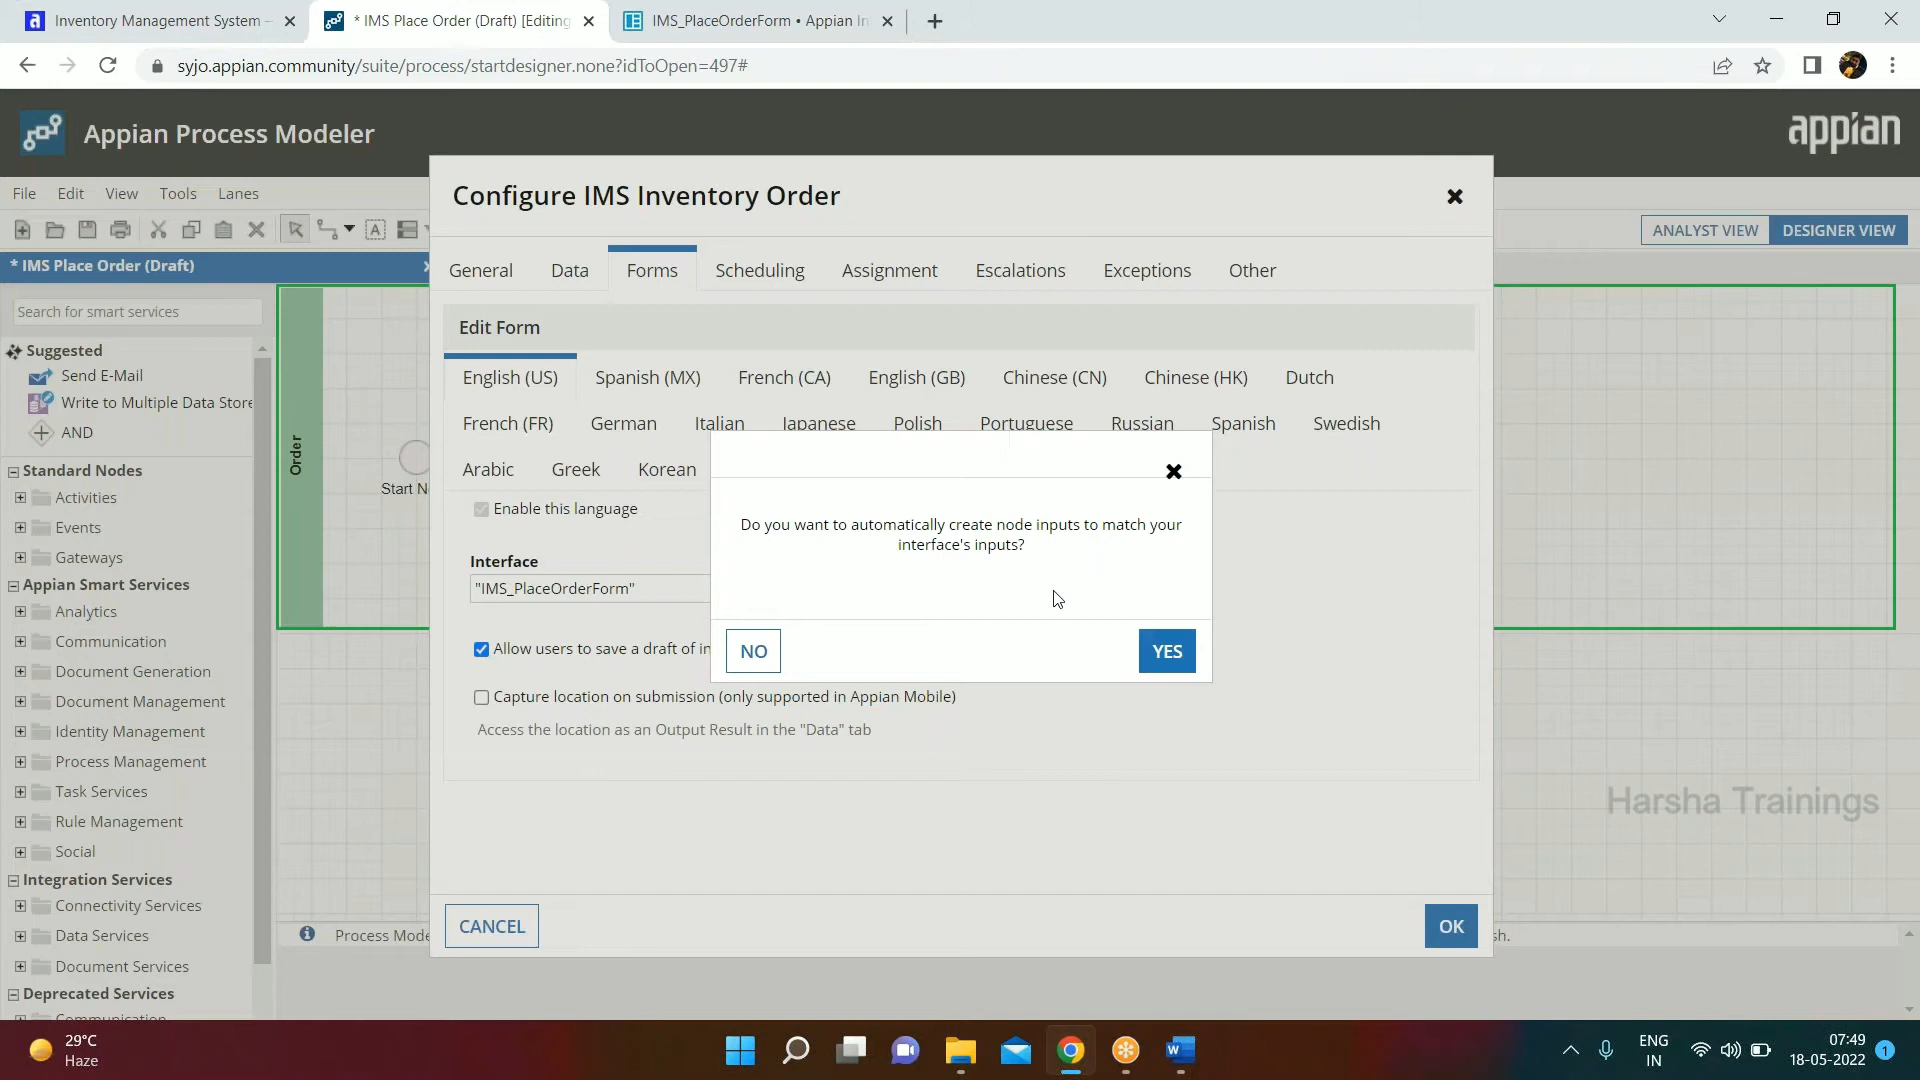 Inventory Management System –
* IMS Place Order (Draft) [Editing
IMS_PlaceOrderForm • Appian In
syjo.appian.community/suite/process/startdesigner.none?idToOpen=497#
Appian Process Modeler
appian
File Edit View Tools Lanes
ANALYST VIEW DESIGNER VIEW
* IMS Place Order (Draft)
Search for smart services
Suggested
Send E-Mail
Write to Multiple Data Store
AND
Standard Nodes
Activities
Events
Gateways
Appian Smart Services
Analytics
Communication
Document Generation
Document Management
Identity Management
Process Management
Task Services
Rule Management
Social
Integration Services
Connectivity Services
Data Services
Document Services
Deprecated Services
Communication
Order
Start No
Configure IMS Inventory Order
General Data Forms Scheduling Assignment Escalations Exceptions Other
Edit Form
English (US) Spanish (MX) French (CA) English (GB) Chinese (CN) Chinese (HK) Dutch
French (FR) German Italian Japanese Polish Portuguese Russian Spanish Swedish
Arabic Greek Korean
Enable this language
Interface
"IMS_PlaceOrderForm"
Allow users to save a draft of in
Capture location on submission (only supported in Appian Mobile)
Access the location as an Output Result in the "Data" tab
Do you want to automatically create node inputs to match your
interface's inputs?
NO YES
CANCEL OK
Process Mode
sh.
Harsha Trainings
29°C
Haze
W
ENG
IN
07:49
18-05-2022
1